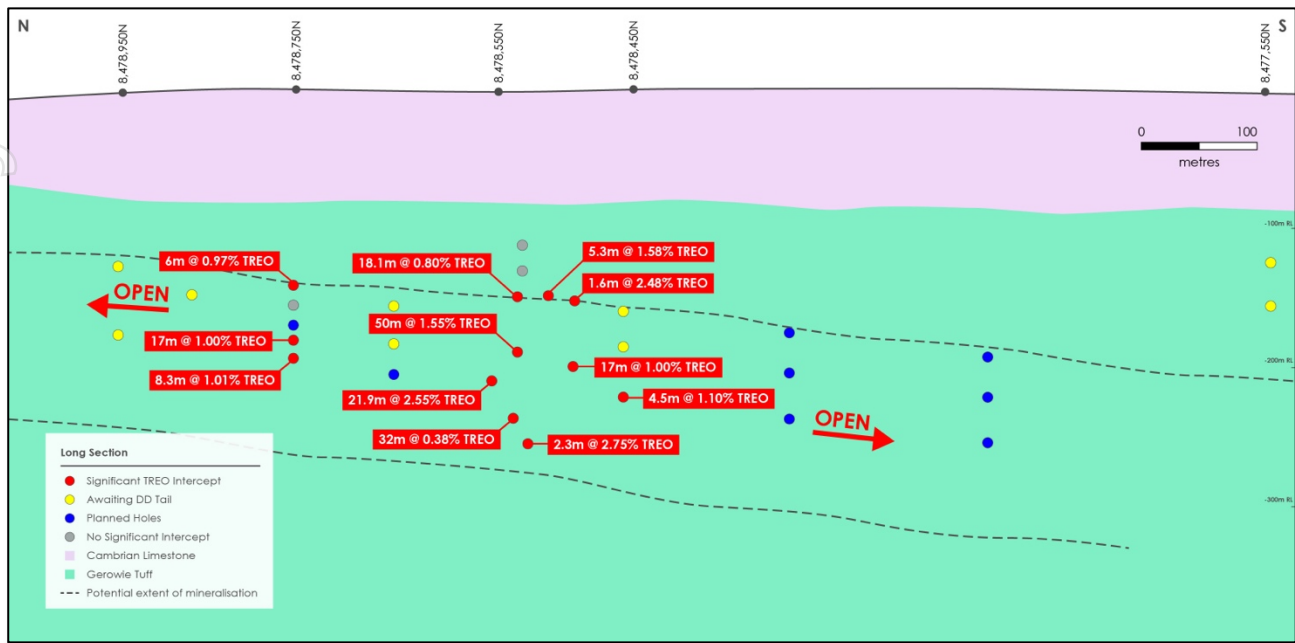 N
S
8,478,950N
8,478,750N
8,478,550N
8,478,450N
8,477,550N
0 100
metres
-100m RL
6m @ 0.97% TREO
18.1m @ 0.80% TREO
5.3m @ 1.58% TREO
1.6m @ 2.48% TREO
OPEN
50m @ 1.55% TREO
17m @ 1.00% TREO
8.3m @ 1.01% TREO
17m @ 1.00% TREO
-200m RL
21.9m @ 2.55% TREO
4.5m @ 1.10% TREO
32m @ 0.38% TREO
2.3m @ 2.75% TREO
OPEN
-300m RL
Long Section
Significant TREO Intercept
Awaiting DD Tail
Planned Holes
No Significant Intercept
Cambrian Limestone
Gerowie Tuff
Potential extent of mineralisation